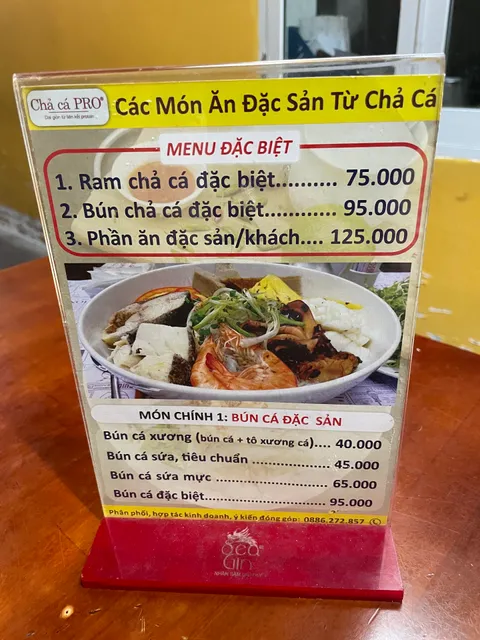 Chả cá PRO®
Các Món Ăn Đặc Sản Từ Chả Cá
MENU ĐẶC BIỆT
1. Ram chả cá đặc biệt.......... 75.000
2. Bún chả cá đặc biệt............ 95.000
3. Phần ăn đặc sản/khách.... 125.000
MÓN CHÍNH 1: BÚN CÁ ĐẶC SẢN
Bún cá xương (bún cá + tô xương cá).... 40.000
Bún cá sứa, tiêu chuẩn ................ 45.000
Bún cá sứa mực ............................ 65.000
Bún cá đặc biệt............................. 95.000
Phân phối, hợp tác kinh doanh, ý kiến đóng góp: 0886.272.857